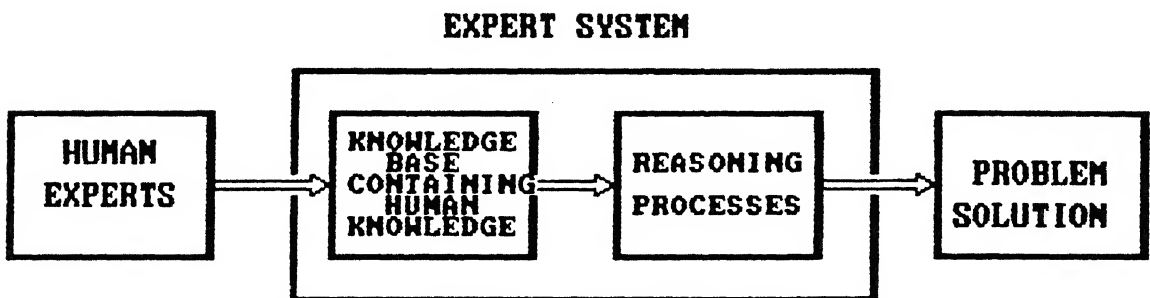 EXPERT SYSTEM
HUMAN
EXPERTS
KNOWLEDGE
BASE
CONTAINING
HUMAN
KNOWLEDGE
REASONING
PROCESSES
PROBLEM
SOLUTION